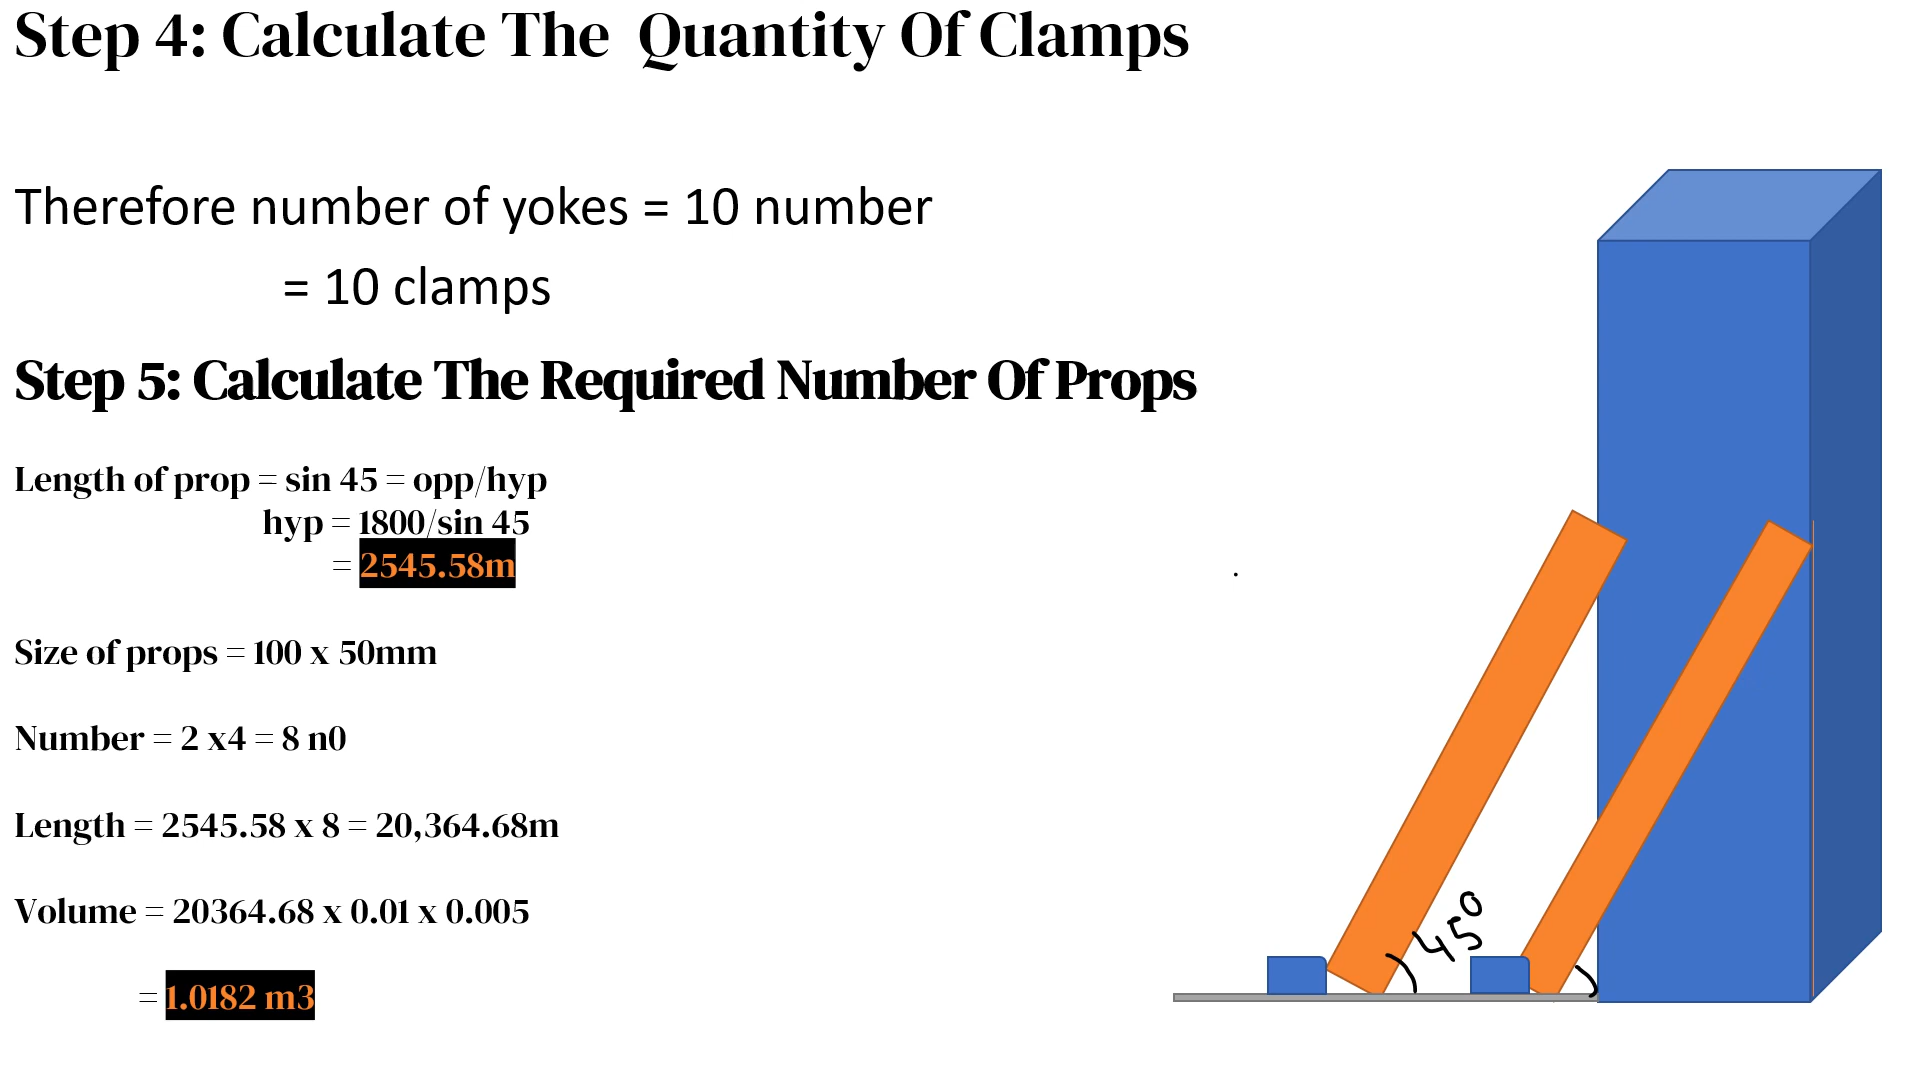 Step 4: Calculate The Quantity Of Clamps
Therefore number of yokes = 10 number
= 10 clamps
Step 5: Calculate The Required Number Of Props
Length of prop = sin 45 = opp/hyp
hyp = 1800/sin 45
= 2545.58m
Size of props = 100 x 50mm
Number = 2 x4 = 8 n0
Length = 2545.58 x 8 = 20,364.68m
Volume = 20364.68 x 0.01 x 0.005
= 1.0182 m3
45⁰